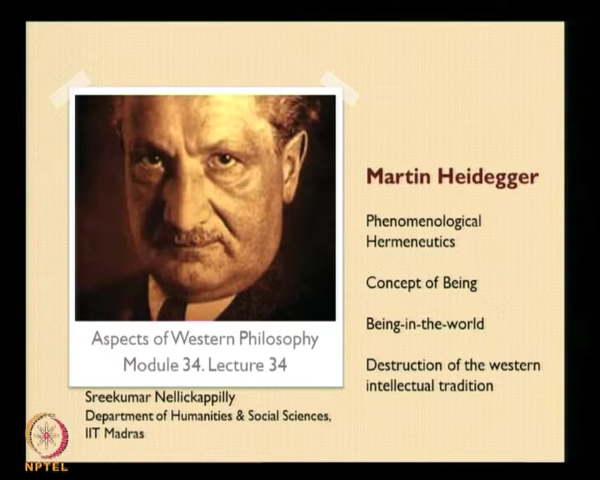 Martin Heidegger
Phenomenological
Hermeneutics
Concept of Being
Being-in-the-world
Destruction of the western
intellectual tradition
Aspects of Western Philosophy
Module 34. Lecture 34
Sreekumar Nellickappilly
Department of Humanities & Social Sciences,
IIT Madras
NPTEL